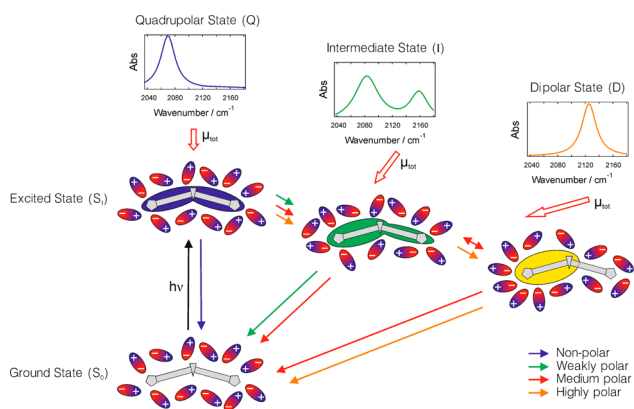 Quadrupolar State (Q)
Abs
2040 2080 2120 2160
Wavenumber / cm⁻¹
Intermediate State (I)
Abs
2040 2080 2120 2160
Wavenumber / cm⁻¹
Dipolar State (D)
Abs
2040 2080 2120 2160
Wavenumber / cm⁻¹
μtot
μtot
μtot
Excited State (S₁)
hν
Ground State (S₀)
Non-polar
Weakly polar
Medium polar
Highly polar